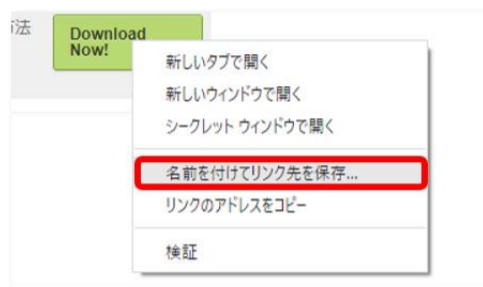 方法
Download
Now!
新しいタブで開く
新しいウィンドウで開く
シークレット ウィンドウで開く
名前を付けてリンク先を保存...
リンクのアドレスをコピー
検証